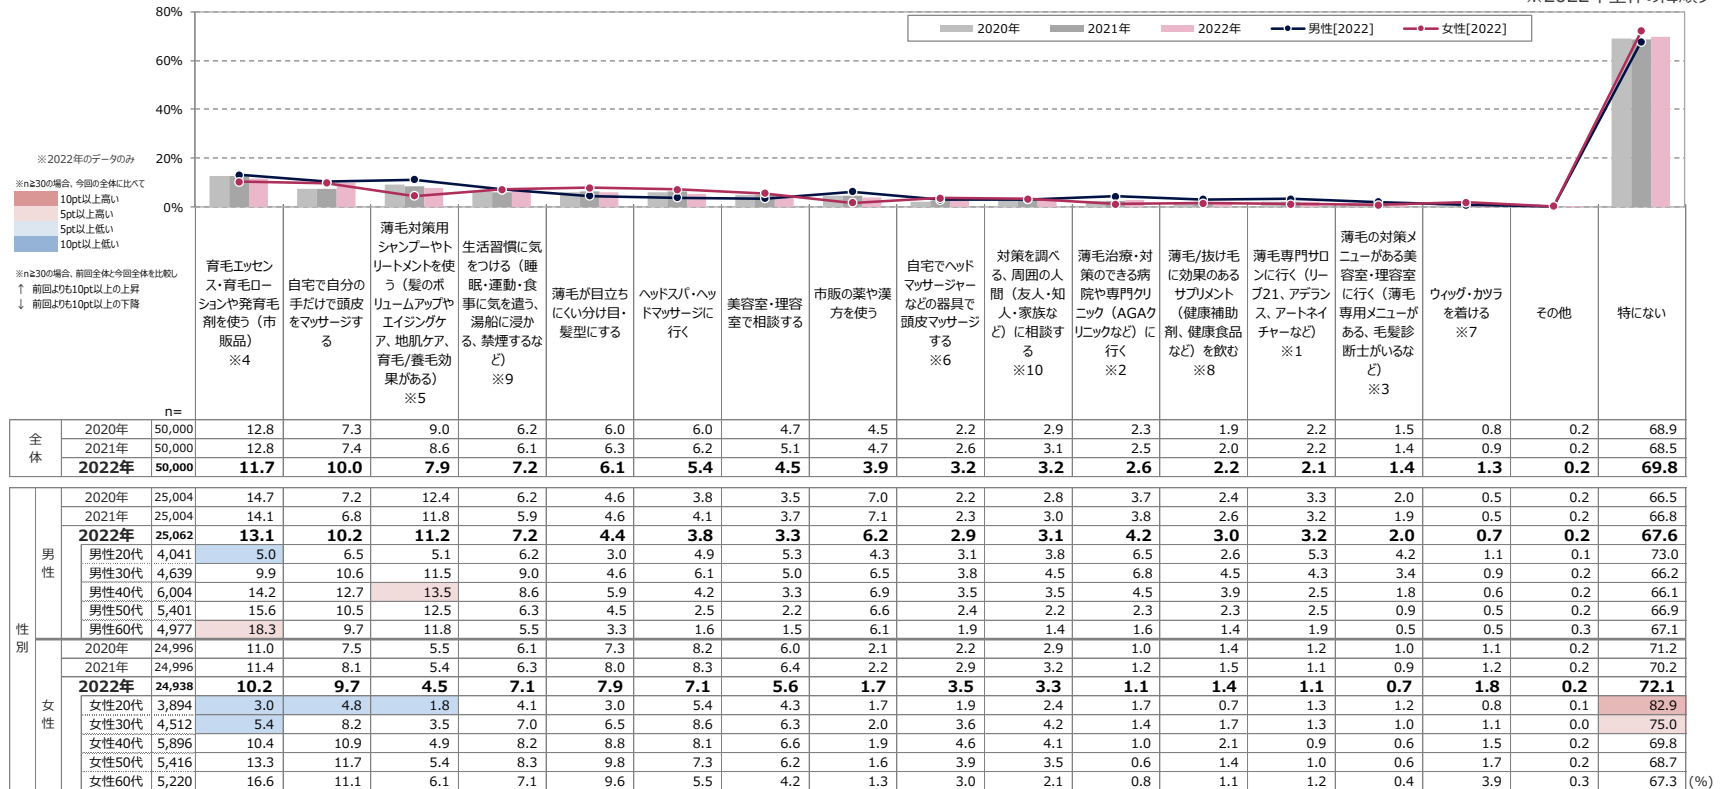 80%
60%
40%
20%
0%
2020年 2021年 2022年 男性[2022] 女性[2022]
※2022年のデータのみ
※n≧30の場合、今回の全体に比べて
10pt以上高い
5pt以上高い
5pt以上低い
10pt以上低い
※n≧30の場合、前回全体と今回全体を比較し
↑ 前回よりも10pt以上の上昇
↓ 前回よりも10pt以上の下降
育毛エッセン
ス・育毛ロー
ションや発育毛
剤を使う（市
販品）
※4
自宅で自分の
手だけで頭皮
をマッサージす
る
薄毛対策用
シャンプーやト
リートメントを使
う（髪のボ
リュームアップや
エイジングケ
ア、地肌ケア、
育毛/養毛効
果がある）
※5
生活習慣に気
をつける（睡
眠・運動・食
事に気を遣う、
湯船に浸か
る、禁煙するな
ど）
※9
薄毛が目立ち
にくい分け目・
髪型にする
ヘッドスパ・ヘッ
ドマッサージに
行く
美容室・理容
室で相談する
市販の薬や漢
方を使う
自宅でヘッド
マッサージャー
などの器具で
頭皮マッサージ
する
※6
対策を調べ
る、周囲の人
間（友人・知
人・家族な
ど）に相談す
る
※10
薄毛治療・対
策のできる病
院や専門クリ
ニック（AGAク
リニックなど）に
行く
※2
薄毛/抜け毛
に効果のある
サプリメント
（健康補助
剤、健康食品
など）を飲む
※8
薄毛専門サロ
ンに行く（リー
ブ21、アデラン
ス、アートネイ
チャーなど）
※1
薄毛の対策メ
ニューがある美
容室・理容室
に行く（薄毛
専用メニューが
ある、毛髪診
断士がいるな
ど）
※3
ウィッグ・カツラ
を着ける
※7
その他
特にない
n=
全体
2020年 50,000 12.8 7.3 9.0 6.2 6.0 6.0 4.7 4.5 2.2 2.9 2.3 1.9 2.2 1.5 0.8 0.2 68.9
2021年 50,000 12.8 7.4 8.6 6.1 6.3 6.2 5.1 4.7 2.6 3.1 2.5 2.0 2.2 1.4 0.9 0.2 68.5
2022年 50,000 11.7 10.0 7.9 7.2 6.1 5.4 4.5 3.9 3.2 3.2 2.6 2.2 2.1 1.4 1.3 0.2 69.8
性別
男性
2020年 25,004 14.7 7.2 12.4 6.2 4.6 3.8 3.5 7.0 2.2 2.8 3.7 2.4 3.3 2.0 0.5 0.2 66.5
2021年 25,004 14.1 6.8 11.8 5.9 4.6 4.1 3.7 7.1 2.3 3.0 3.8 2.6 3.2 1.9 0.5 0.2 66.8
2022年 25,062 13.1 10.2 11.2 7.2 4.4 3.8 3.3 6.2 2.9 3.1 4.2 3.0 3.2 2.0 0.7 0.2 67.6
男性20代 4,041 5.0 6.5 5.1 6.2 3.0 4.9 5.3 4.3 3.1 3.8 6.5 2.6 5.3 4.2 1.1 0.1 73.0
男性30代 4,639 9.9 10.6 11.5 9.0 4.6 6.1 5.0 6.5 3.8 4.5 6.8 4.5 4.3 3.4 0.9 0.2 66.2
男性40代 6,004 14.2 12.7 13.5 8.6 5.9 4.2 3.3 6.9 3.5 3.5 4.5 3.9 2.5 1.8 0.6 0.2 66.1
男性50代 5,401 15.6 10.5 12.5 6.3 4.5 2.5 2.2 6.6 2.4 2.2 2.3 2.3 2.5 0.9 0.5 0.2 66.9
男性60代 4,977 18.3 9.7 11.8 5.5 3.3 1.6 1.5 6.1 1.9 1.4 1.6 1.4 1.9 0.5 0.5 0.3 67.1
女性
2020年 24,996 11.0 7.5 5.5 6.1 7.3 8.2 6.0 2.1 2.2 2.9 1.0 1.4 1.2 1.0 1.1 0.2 71.2
2021年 24,996 11.4 8.1 5.4 6.3 8.0 8.3 6.4 2.2 2.9 3.2 1.2 1.5 1.1 0.9 1.2 0.2 70.2
2022年 24,938 10.2 9.7 4.5 7.1 7.9 7.1 5.6 1.7 3.5 3.3 1.1 1.4 1.1 0.7 1.8 0.2 72.1
女性20代 3,894 3.0 4.8 1.8 4.1 3.0 5.4 4.3 1.7 1.9 2.4 1.7 0.7 1.3 1.2 0.8 0.1 82.9
女性30代 4,512 5.4 8.2 3.5 7.0 6.5 8.6 6.3 2.0 3.6 4.2 1.4 1.7 1.3 1.0 1.1 0.0 75.0
女性40代 5,896 10.4 10.9 4.9 8.2 8.8 8.1 6.6 1.9 4.6 4.1 1.0 2.1 0.9 0.6 1.5 0.2 69.8
女性50代 5,416 13.3 11.7 5.4 8.3 9.8 7.3 6.2 1.6 3.9 3.5 0.6 1.4 1.0 0.6 1.7 0.2 68.7
女性60代 5,220 16.6 11.1 6.1 7.1 9.6 5.5 4.2 1.3 3.0 2.1 0.8 1.1 1.2 0.4 3.9 0.3 67.3 (%)